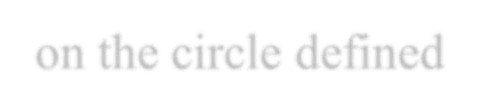 on the circle defined